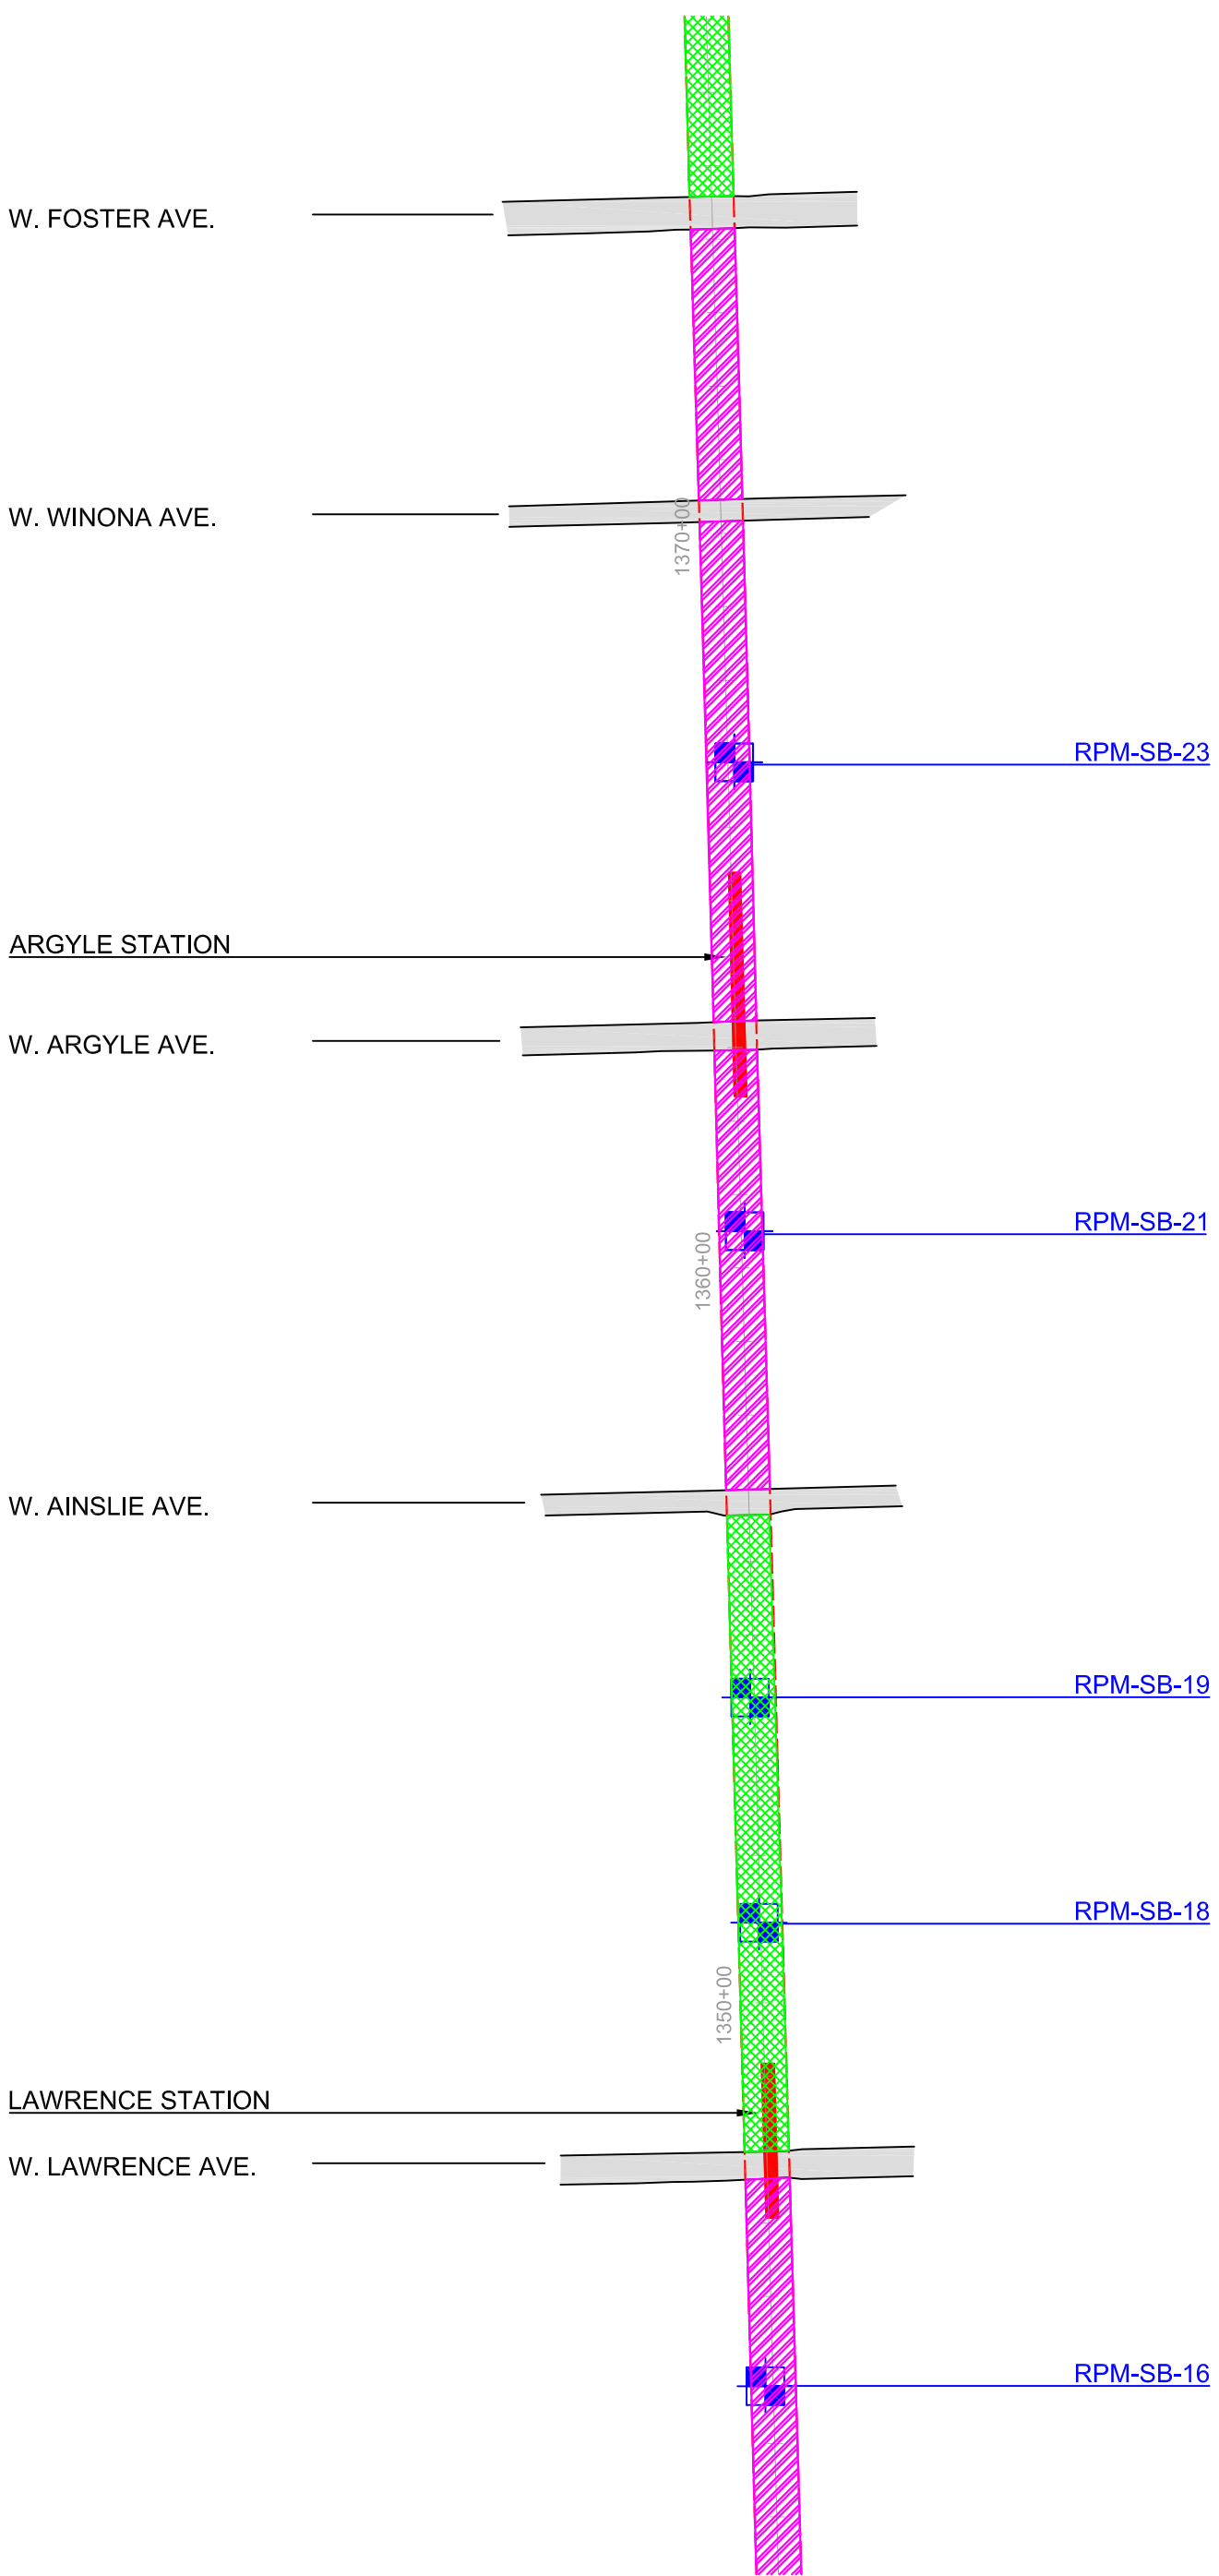 W. FOSTER AVE.
W. WINONA AVE.
1370+00
RPM-SB-23
ARGYLE STATION
W. ARGYLE AVE.
RPM-SB-21
1360+00
W. AINSLIE AVE.
RPM-SB-19
RPM-SB-18
1350+00
LAWRENCE STATION
W. LAWRENCE AVE.
RPM-SB-16